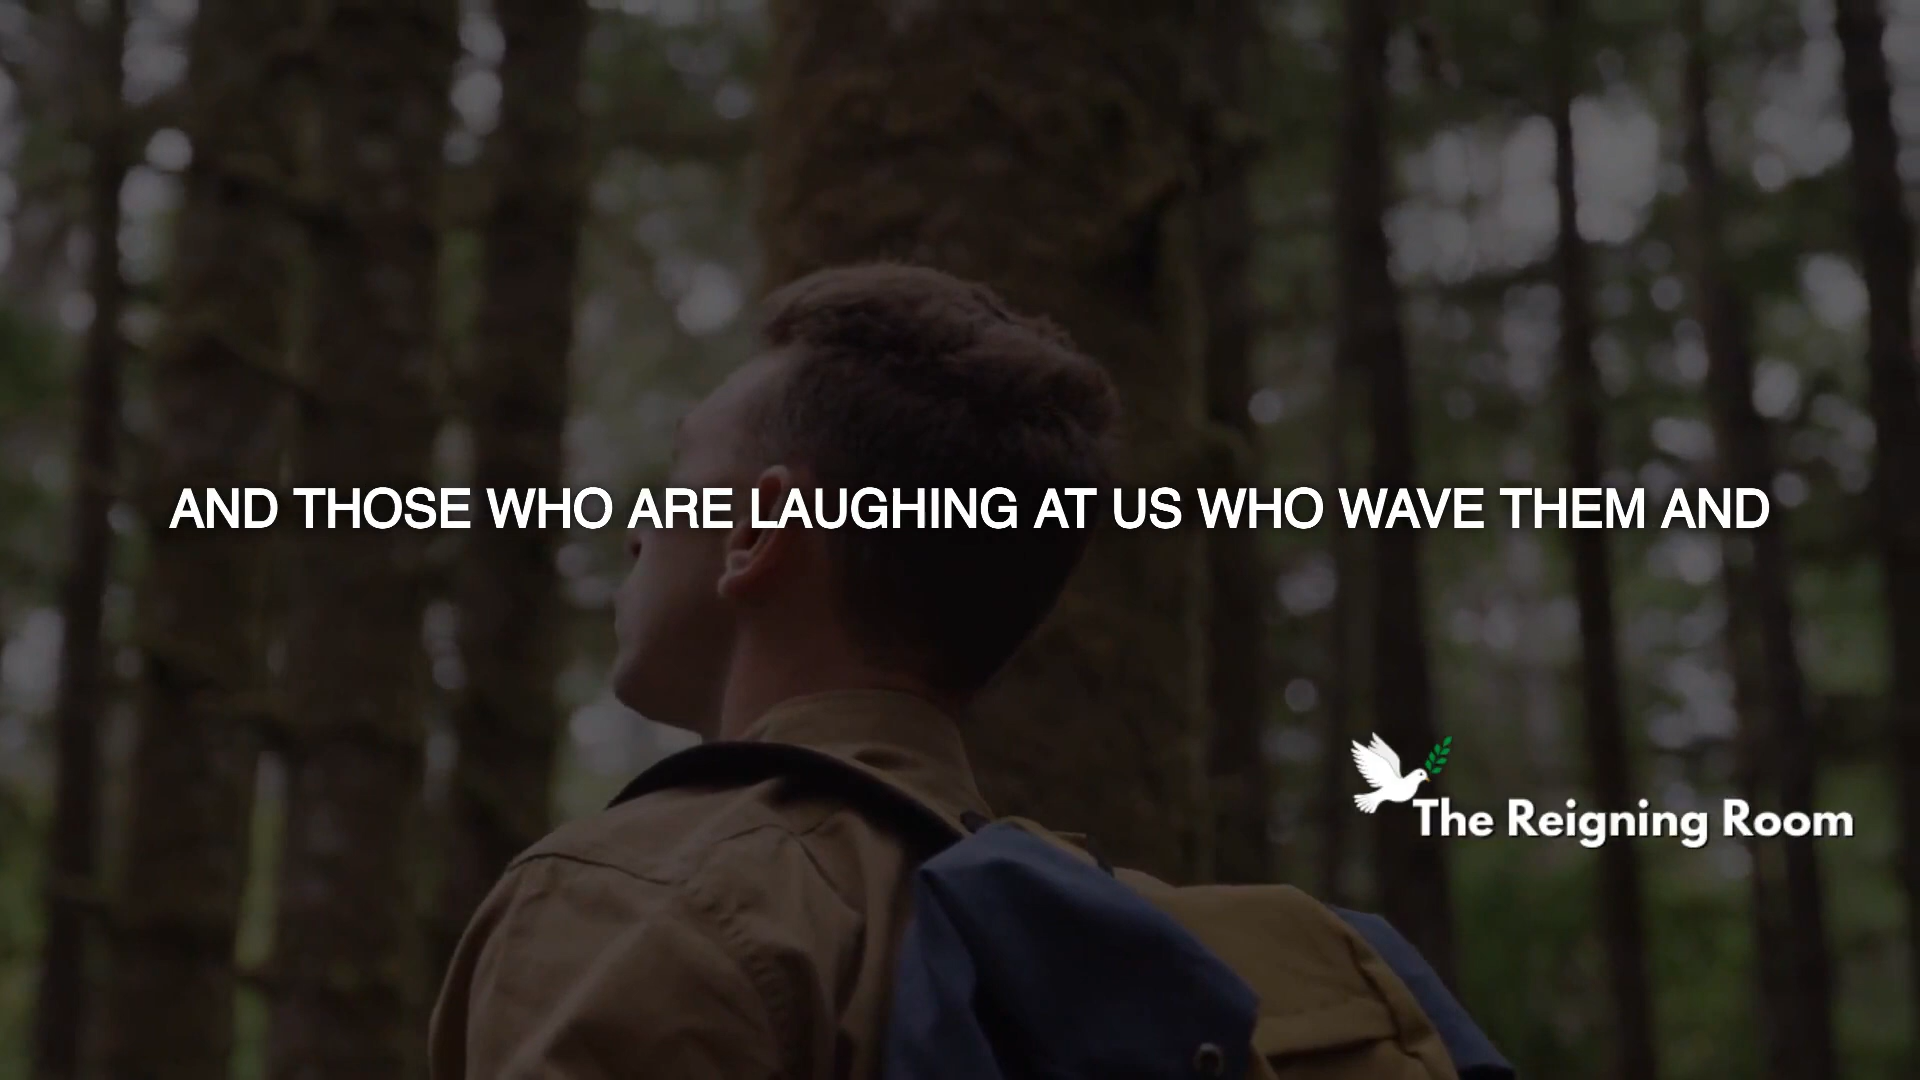 AND THOSE WHO ARE LAUGHING AT US WHO WAVE THEM AND
The Reigning Room